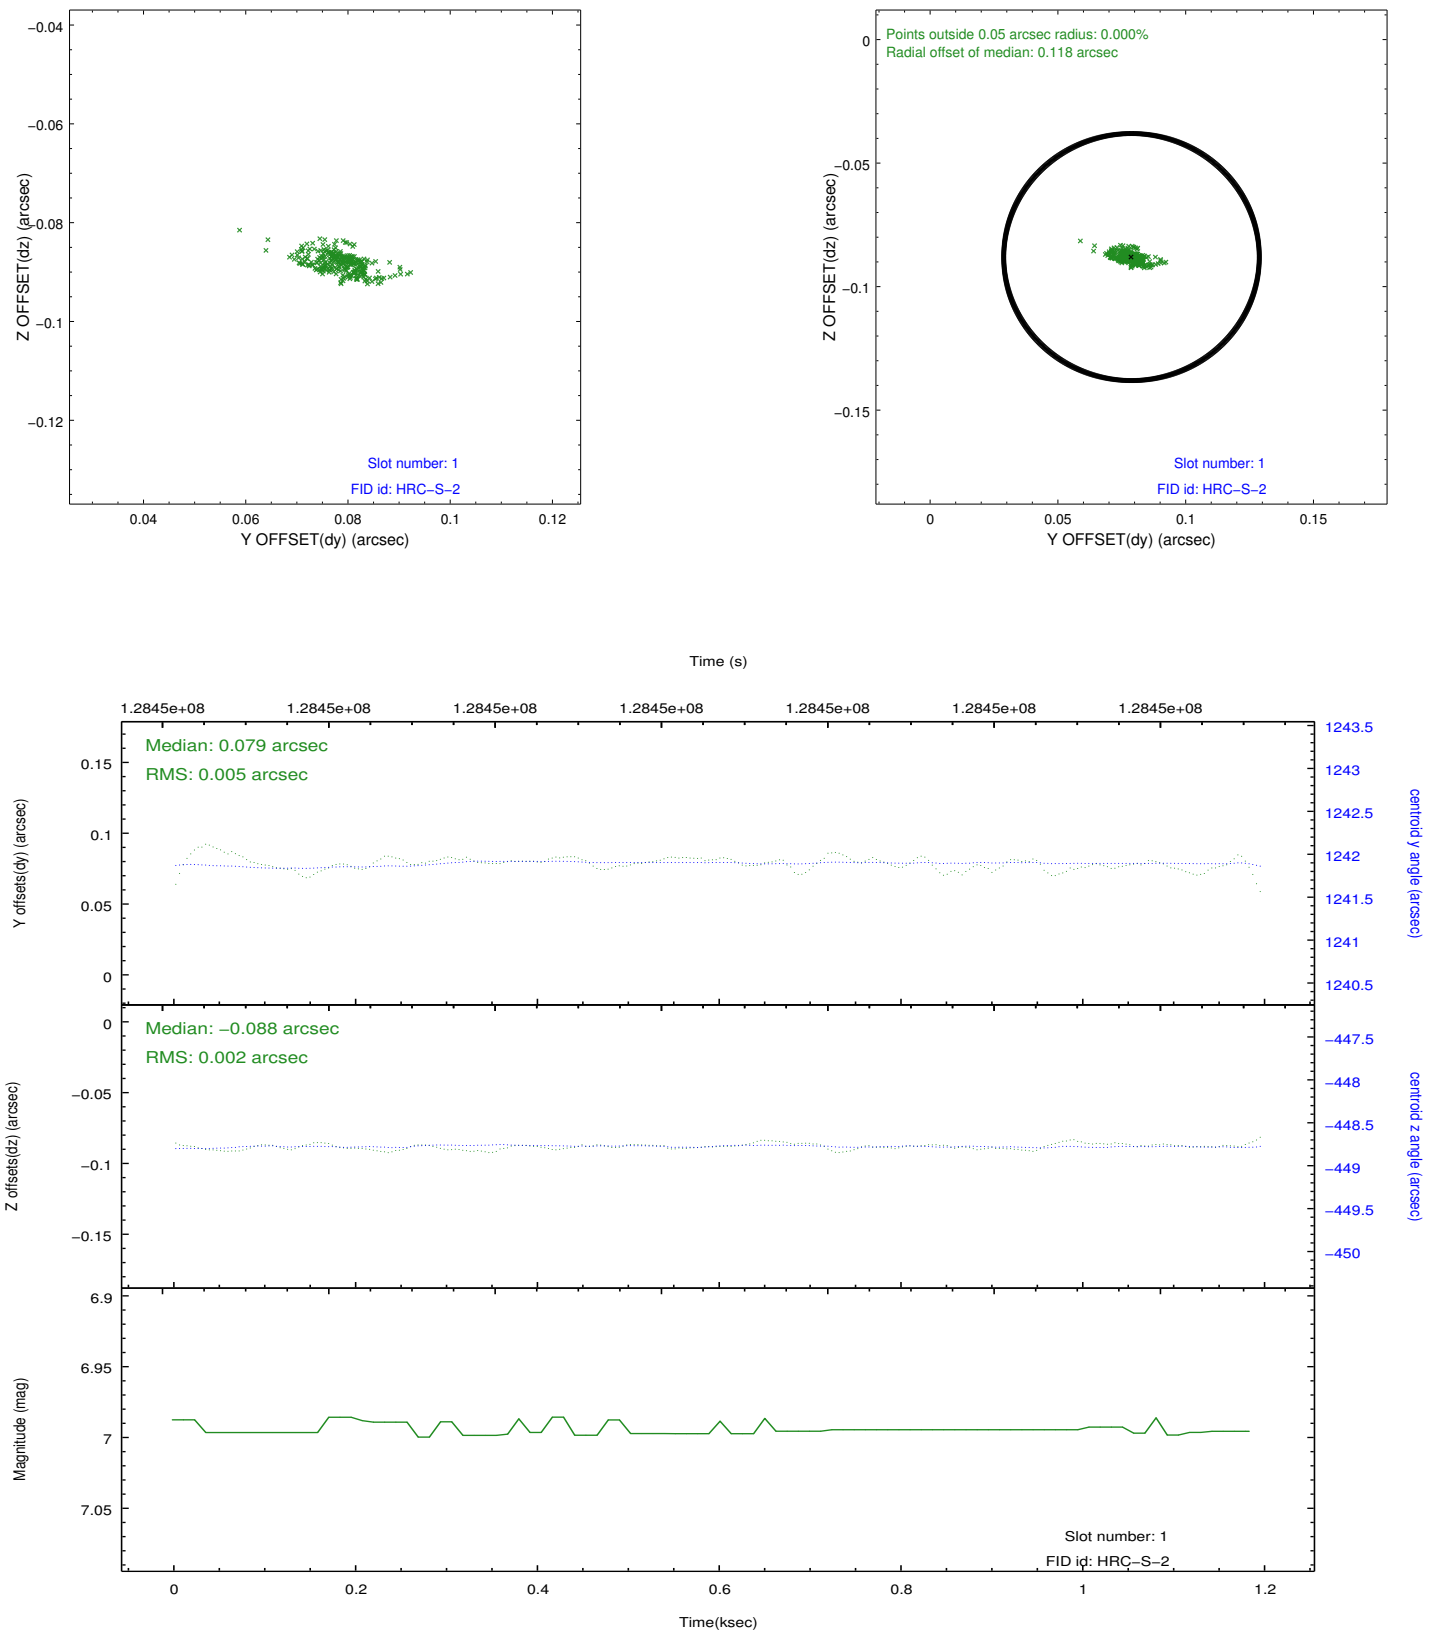 −0.04
−0.06
−0.08
−0.1
−0.12
Z OFFSET(dz) (arcsec)
Slot number: 1
FID id: HRC−S−2
0.04 0.06 0.08 0.1 0.12
Y OFFSET(dy) (arcsec)
Points outside 0.05 arcsec radius: 0.000%
Radial offset of median: 0.118 arcsec
0
−0.05
−0.1
−0.15
Z OFFSET(dz) (arcsec)
Slot number: 1
FID id: HRC−S−2
0 0.05 0.1 0.15
Y OFFSET(dy) (arcsec)
Time (s)
1.2845e+08 1.2845e+08 1.2845e+08 1.2845e+08 1.2845e+08 1.2845e+08 1.2845e+08
Median: 0.079 arcsec
RMS: 0.005 arcsec
0.15
0.1
0.05
0
Y offsets(dy) (arcsec)
1243.5
1243
1242.5
1242
1241.5
1241
1240.5
centroid y angle (arcsec)
Median: −0.088 arcsec
RMS: 0.002 arcsec
0
−0.05
−0.1
−0.15
Z offsets(dz) (arcsec)
−447.5
−448
−448.5
−449
−449.5
−450
centroid z angle (arcsec)
6.9
6.95
7
7.05
Magnitude (mag)
Slot number: 1
FID id: HRC−S−2
0 0.2 0.4 0.6 0.8 1 1.2
Time(ksec)